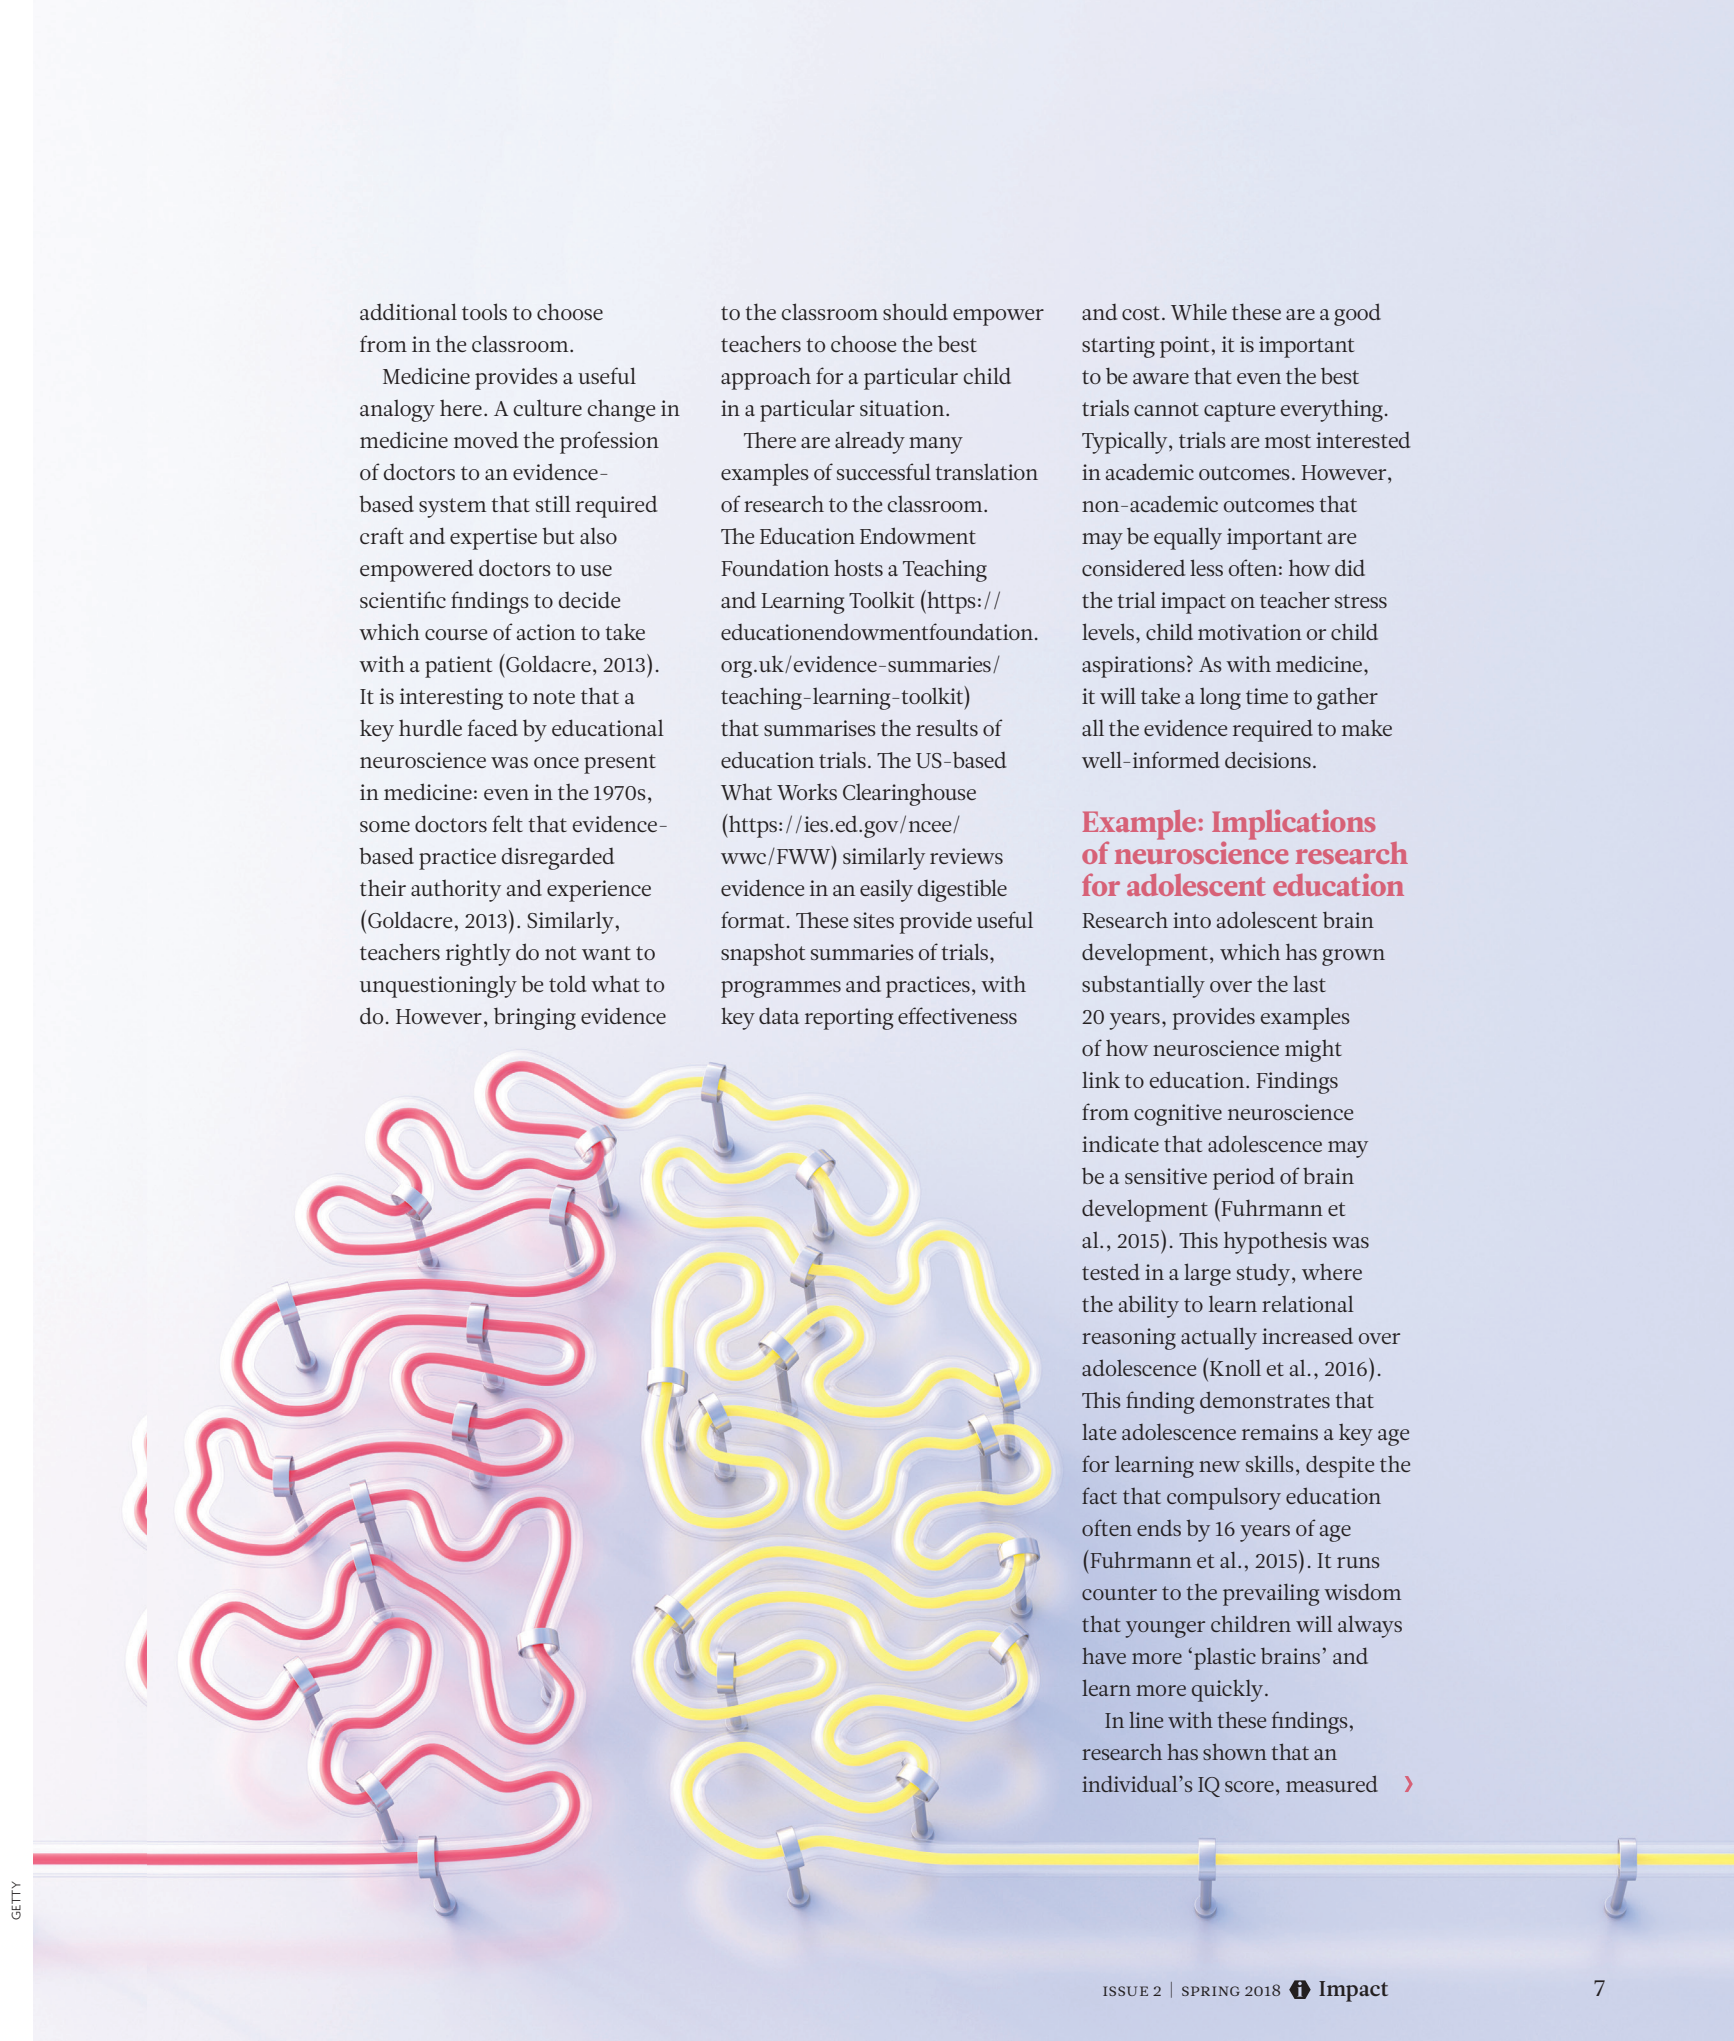 additional tools to choose
from in the classroom.
Medicine provides a useful
analogy here. A culture change in
medicine moved the profession
of doctors to an evidence-
based system that still required
craft and expertise but also
empowered doctors to use
scientific findings to decide
which course of action to take
with a patient (Goldacre, 2013).
It is interesting to note that a
key hurdle faced by educational
neuroscience was once present
in medicine: even in the 1970s,
some doctors felt that evidence-
based practice disregarded
their authority and experience
(Goldacre, 2013). Similarly,
teachers rightly do not want to
unquestioningly be told what to
do. However, bringing evidence
to the classroom should empower
teachers to choose the best
approach for a particular child
in a particular situation.
There are already many
examples of successful translation
of research to the classroom.
The Education Endowment
Foundation hosts a Teaching
and Learning Toolkit (https://
educationendowmentfoundation.
org.uk/evidence-summaries/
teaching-learning-toolkit)
that summarises the results of
education trials. The US-based
What Works Clearinghouse
(https://ies.ed.gov/ncee/
wwc/FWW) similarly reviews
evidence in an easily digestible
format. These sites provide useful
snapshot summaries of trials,
programmes and practices, with
key data reporting effectiveness
and cost. While these are a good
starting point, it is important
to be aware that even the best
trials cannot capture everything.
Typically, trials are most interested
in academic outcomes. However,
non-academic outcomes that
may be equally important are
considered less often: how did
the trial impact on teacher stress
levels, child motivation or child
aspirations? As with medicine,
it will take a long time to gather
all the evidence required to make
well-informed decisions.
Example: Implications
of neuroscience research
for adolescent education
Research into adolescent brain
development, which has grown
substantially over the last
20 years, provides examples
of how neuroscience might
link to education. Findings
from cognitive neuroscience
indicate that adolescence may
be a sensitive period of brain
development (Fuhrmann et
al., 2015). This hypothesis was
tested in a large study, where
the ability to learn relational
reasoning actually increased over
adolescence (Knoll et al., 2016).
This finding demonstrates that
late adolescence remains a key age
for learning new skills, despite the
fact that compulsory education
often ends by 16 years of age
(Fuhrmann et al., 2015). It runs
counter to the prevailing wisdom
that younger children will always
have more ‘plastic brains’ and
learn more quickly.
In line with these findings,
research has shown that an
individual’s IQ score, measured ❯
GETTY
ISSUE 2 | SPRING 2018 i Impact 7